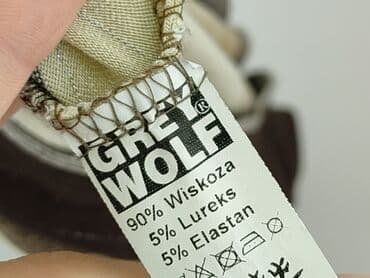 GREY
WOLF®
90% Wiskoza
5% Lureks
5% Elastan